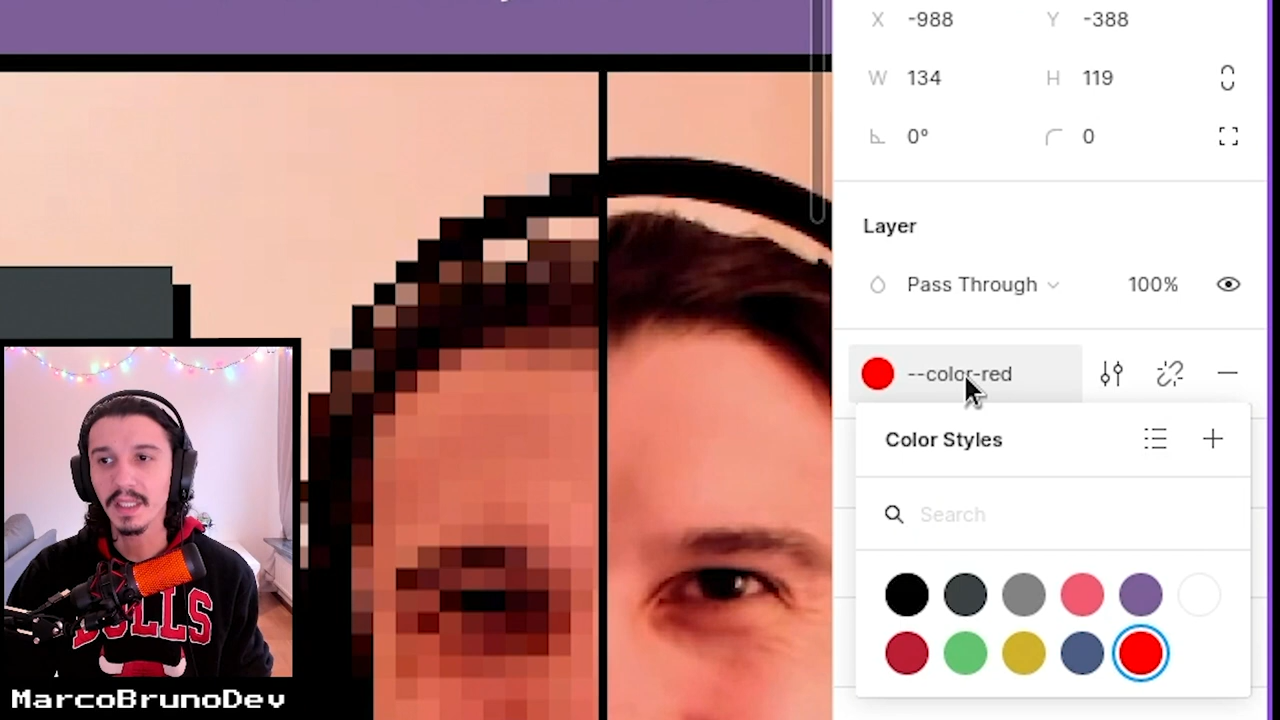 X -988 Y -388
W 134 H 119
0° 0
Layer
Pass Through 100%
--color-red
Color Styles
Search
BULLS
MarcoBrunoDev